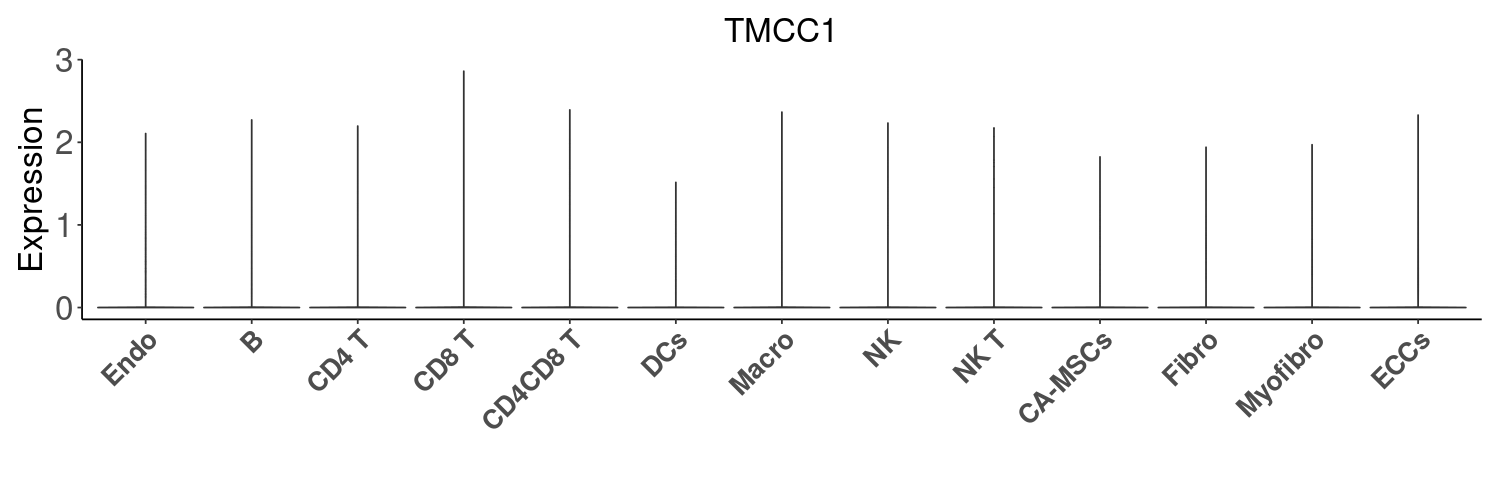 TMCC1
Expression
3
2
1
0
Endo
B
CD4 T
CD8 T
CD4CD8 T
DCs
Macro
NK
NK T
CA-MSCs
Fibro
Myofibro
ECCs